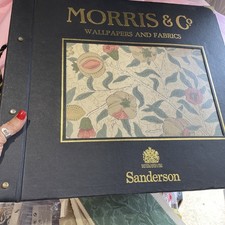 MORRIS & Co
WALLPAPERS AND FABRICS
Sanderson